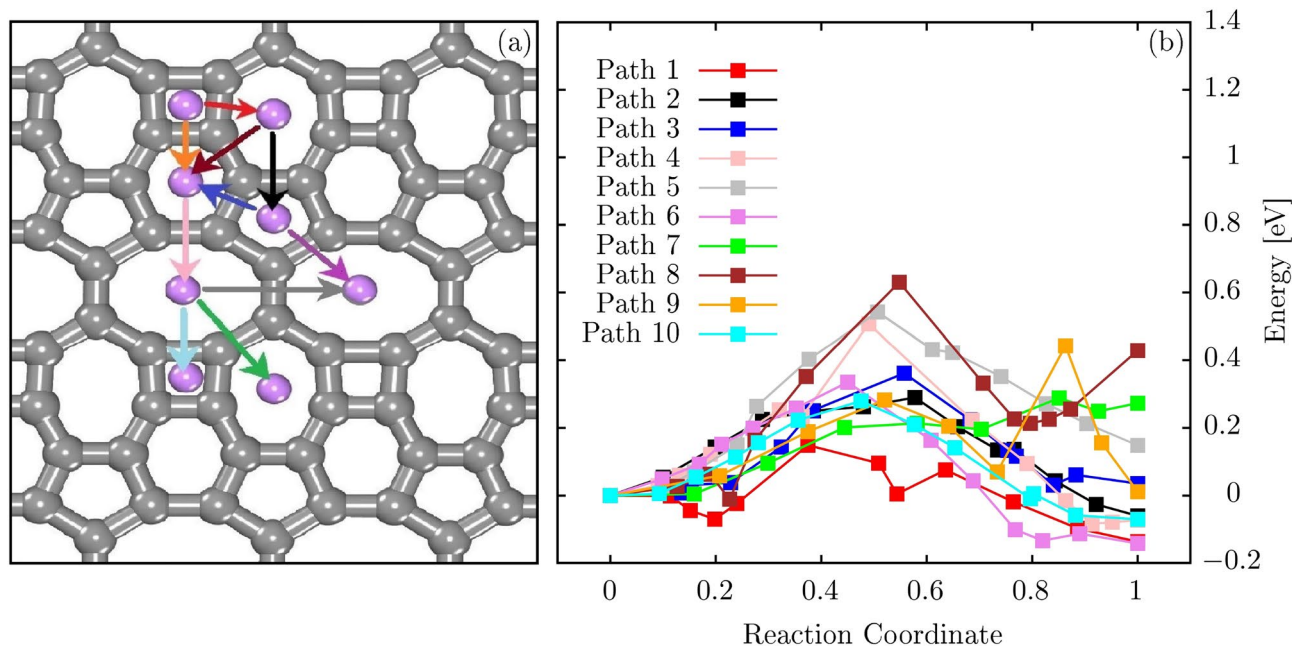 (a)
(b)
Path 1
Path 2
Path 3
Path 4
Path 5
Path 6
Path 7
Path 8
Path 9
Path 10
1.4
1.2
1
0.8
0.6
0.4
0.2
0
−0.2
Energy [eV]
0 0.2 0.4 0.6 0.8 1
Reaction Coordinate